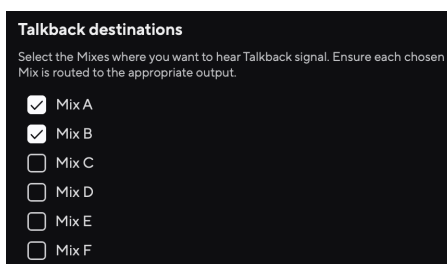 Talkback destinations
Select the Mixes where you want to hear Talkback signal. Ensure each chosen
Mix is routed to the appropriate output.
Mix A
Mix B
Mix C
Mix D
Mix E
Mix F